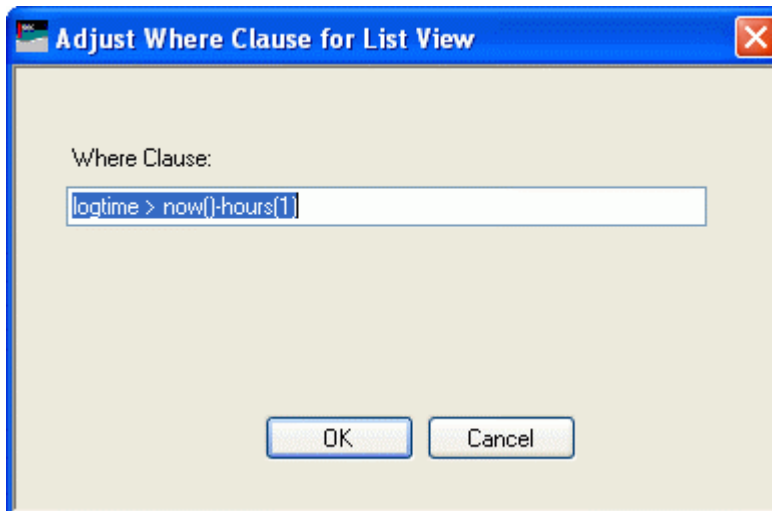 Adjust Where Clause for List View
Where Clause:
logtime > now()-hours(1)
OK
Cancel